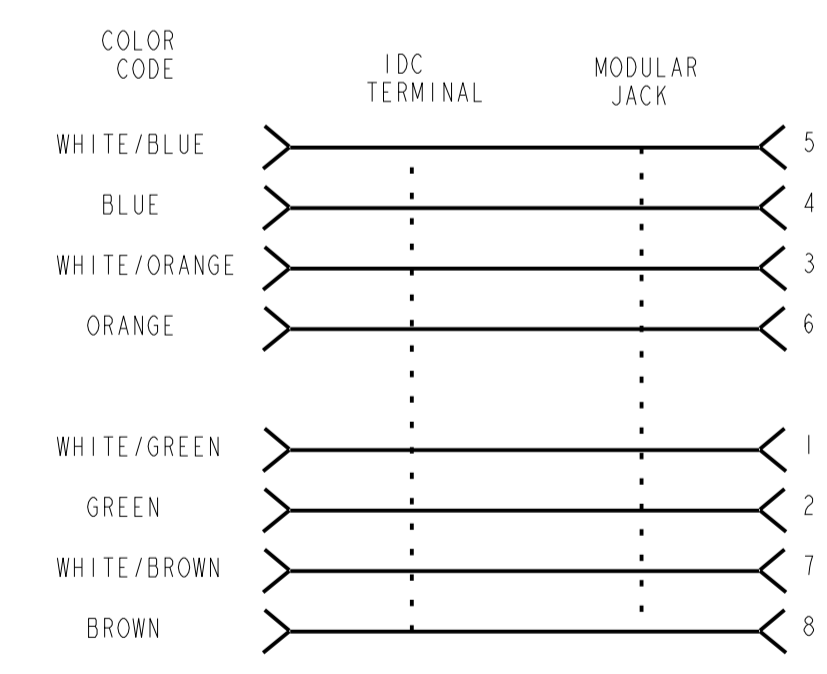 COLOR
CODE
IDC
TERMINAL
MODULAR
JACK
WHITE/BLUE 5
BLUE 4
WHITE/ORANGE 3
ORANGE 6
WHITE/GREEN 1
GREEN 2
WHITE/BROWN 7
BROWN 8